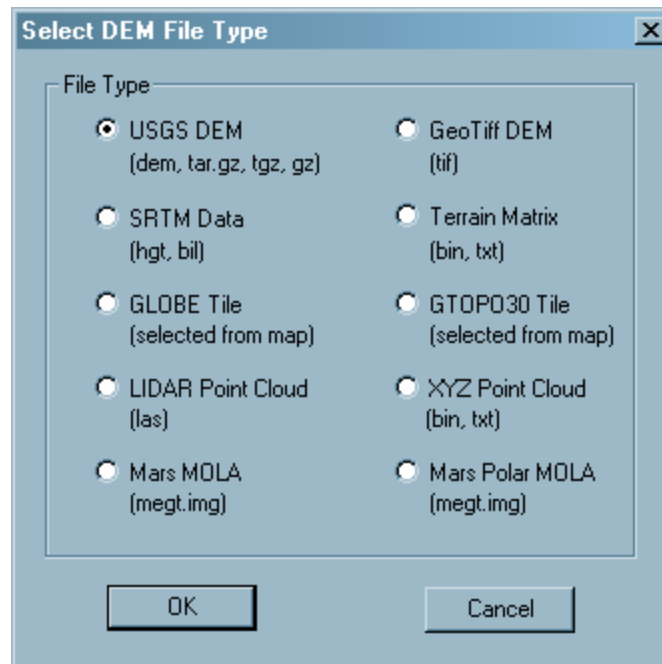 Select DEM File Type
File Type
USGS DEM
(dem, tar.gz, tgz, gz)
GeoTiff DEM
(tif)
SRTM Data
(hgt, bil)
Terrain Matrix
(bin, txt)
GLOBE Tile
(selected from map)
GTOPO30 Tile
(selected from map)
LIDAR Point Cloud
(las)
XYZ Point Cloud
(bin, txt)
Mars MOLA
(megt.img)
Mars Polar MOLA
(megt.img)
OK
Cancel